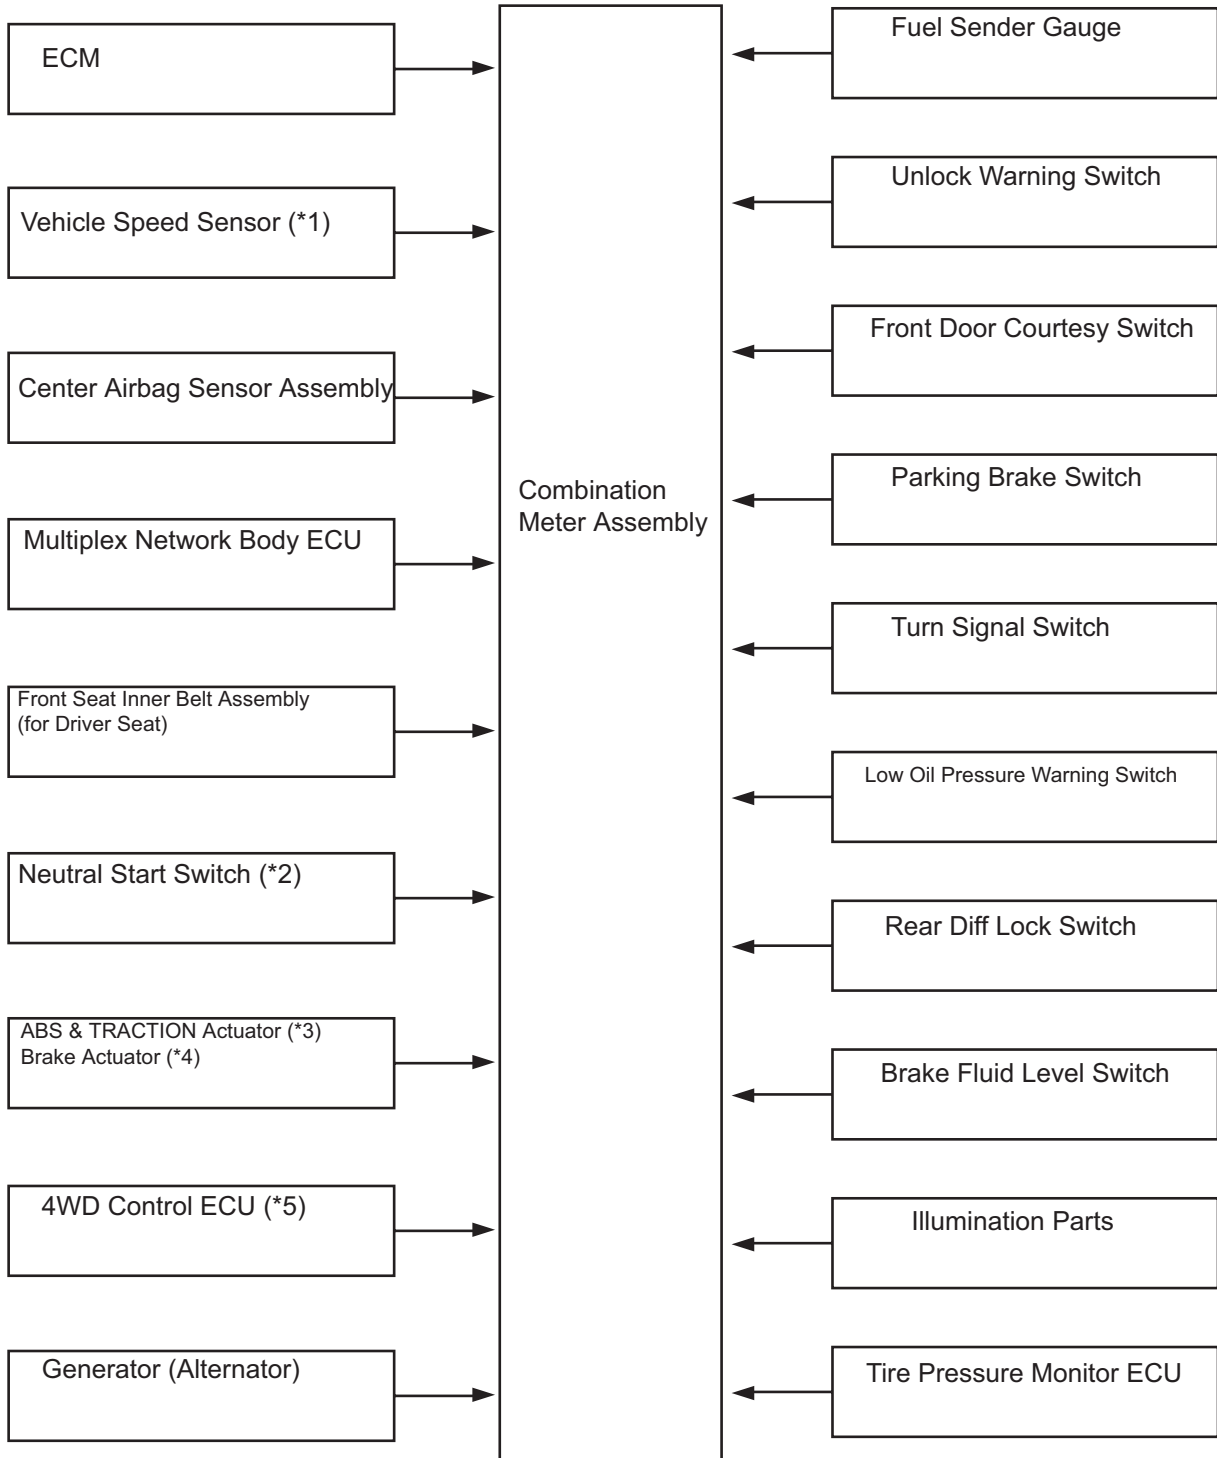 ECM
Vehicle Speed Sensor (*1)
Center Airbag Sensor Assembly
Multiplex Network Body ECU
Front Seat Inner Belt Assembly
(for Driver Seat)
Neutral Start Switch (*2)
ABS & TRACTION Actuator (*3)
Brake Actuator (*4)
4WD Control ECU (*5)
Generator (Alternator)
Combination
Meter Assembly
Fuel Sender Gauge
Unlock Warning Switch
Front Door Courtesy Switch
Parking Brake Switch
Turn Signal Switch
Low Oil Pressure Warning Switch
Rear Diff Lock Switch
Brake Fluid Level Switch
Illumination Parts
Tire Pressure Monitor ECU